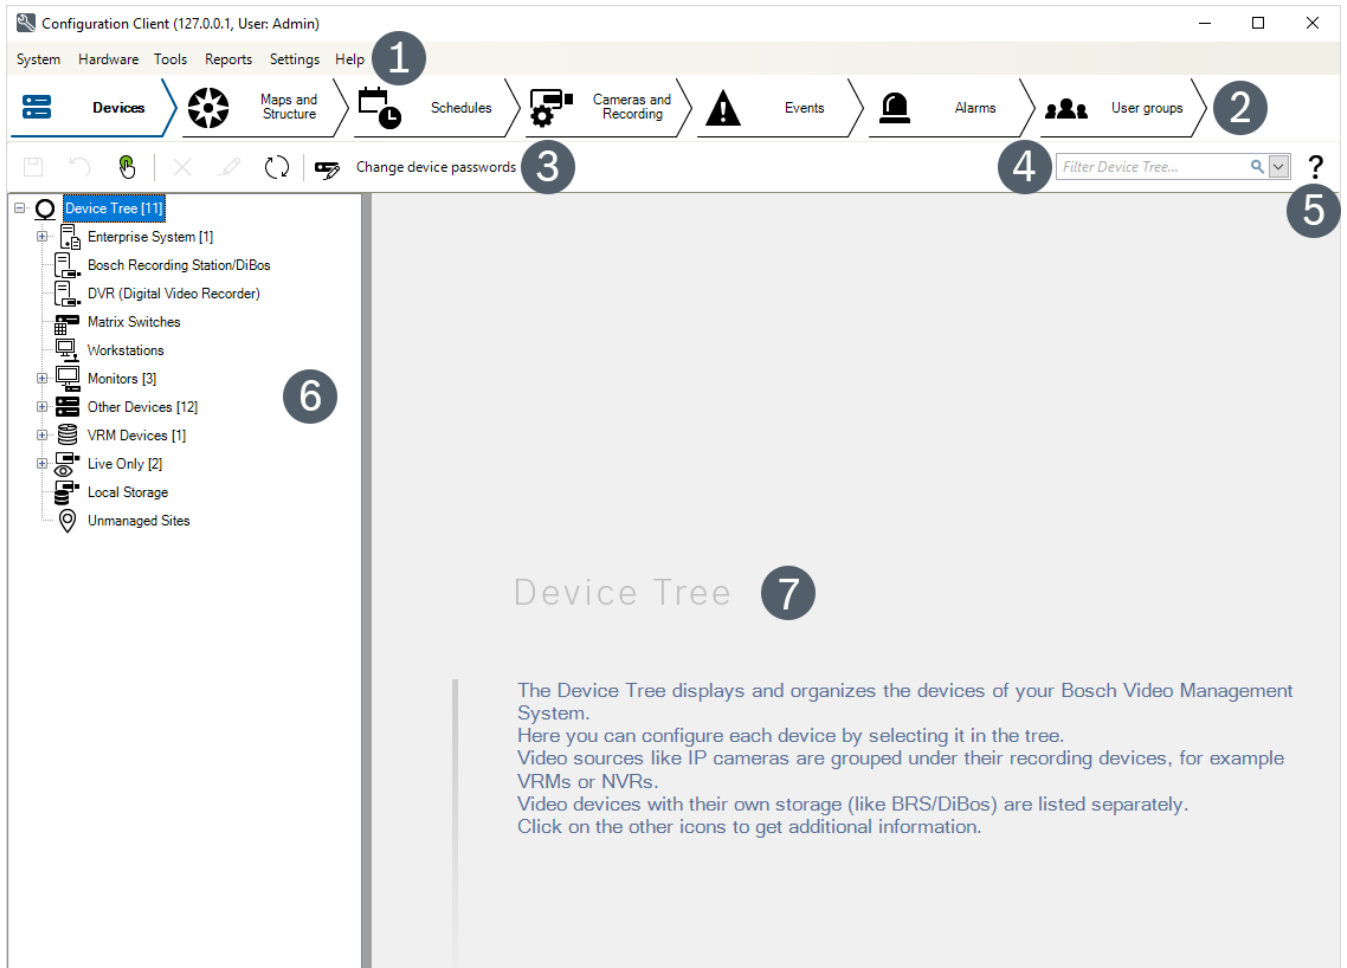 Configuration Client (127.0.0.1, User: Admin)
System Hardware Tools Reports Settings Help 1
Devices Maps and Structure Schedules Cameras and Recording Events Alarms User groups 2
Change device passwords 3 4 Filter Device Tree... ?
5
Device Tree [11]
Enterprise System [1]
Bosch Recording Station/DiBos
DVR (Digital Video Recorder)
Matrix Switches
Workstations
Monitors [3]
6
Other Devices [12]
VRM Devices [1]
Live Only [2]
Local Storage
Unmanaged Sites
Device Tree 7
The Device Tree displays and organizes the devices of your Bosch Video Management
System.
Here you can configure each device by selecting it in the tree.
Video sources like IP cameras are grouped under their recording devices, for example
VRMs or NVRs.
Video devices with their own storage (like BRS/DiBos) are listed separately.
Click on the other icons to get additional information.